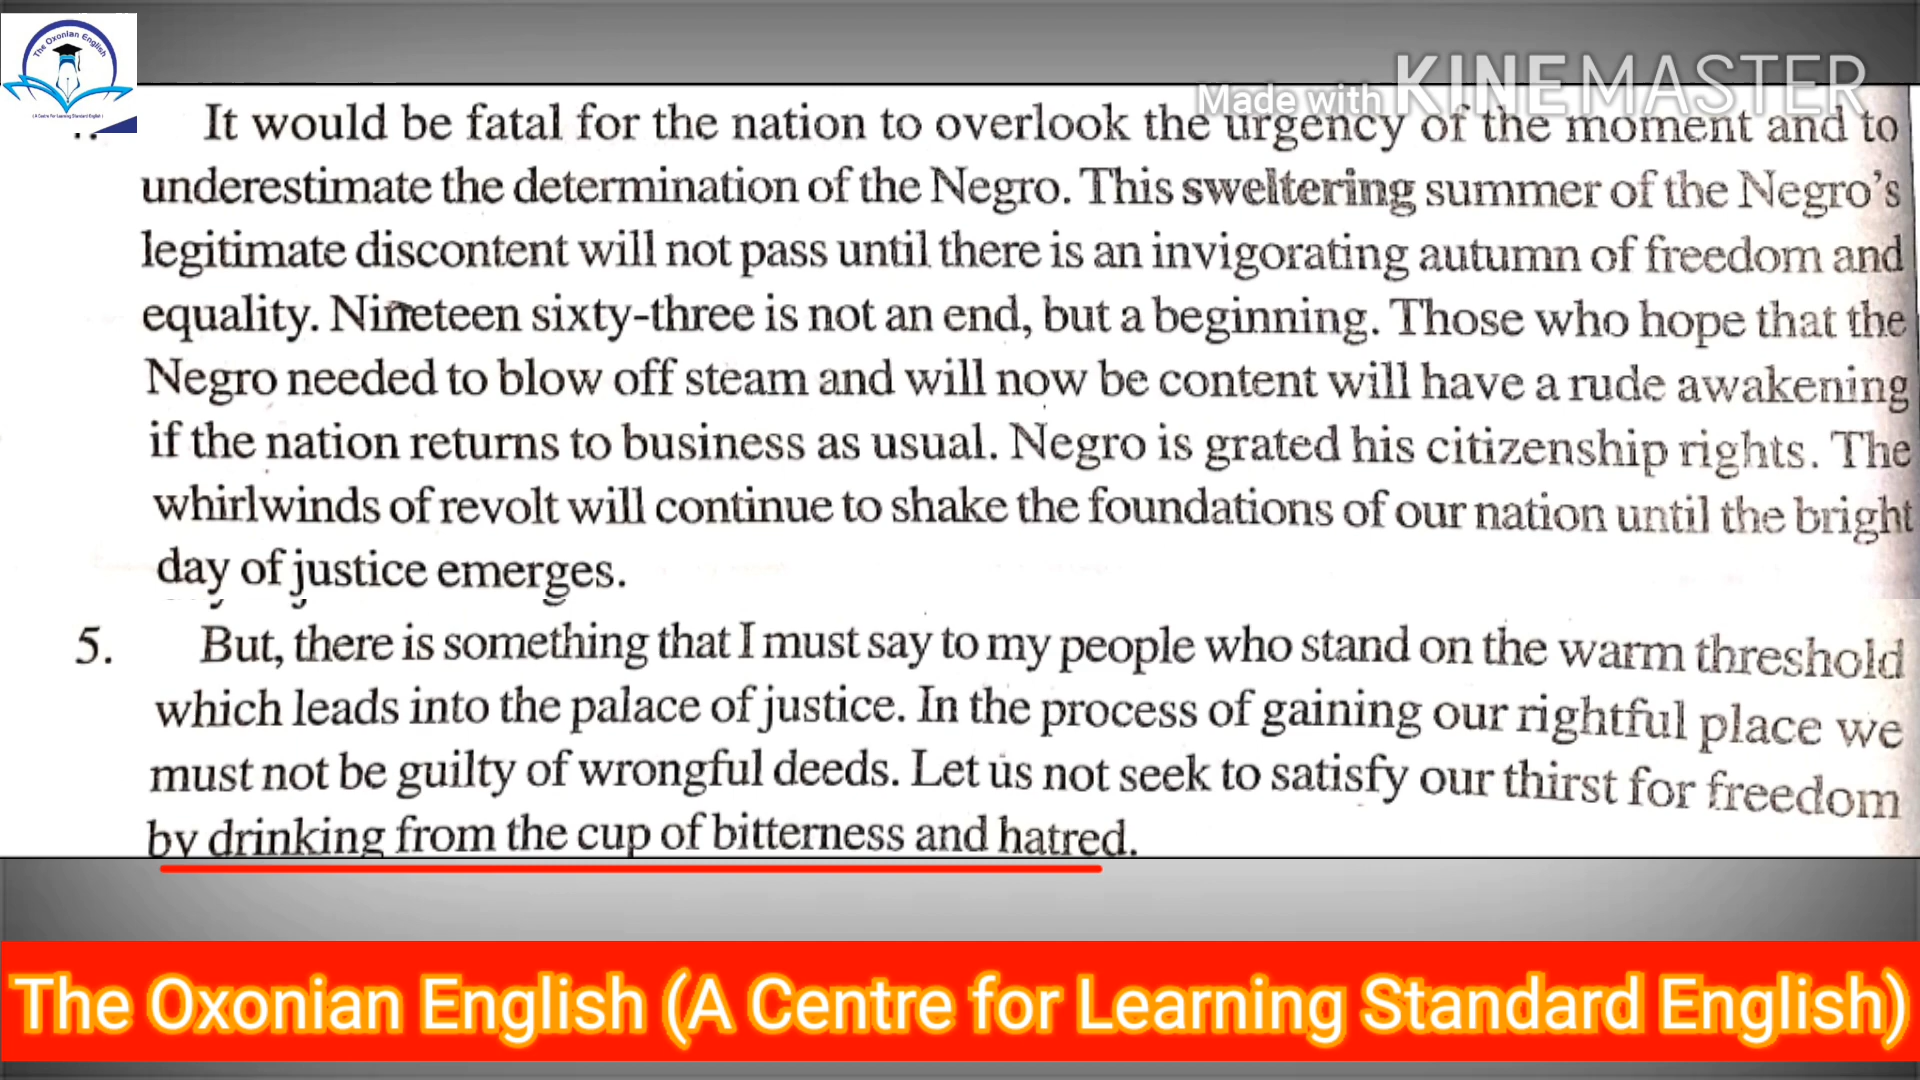 The Oxonian English
( A Centre For Learning Standard English )
Made with KINEMASTER
It would be fatal for the nation to overlook the urgency of the moment and to
underestimate the determination of the Negro. This sweltering summer of the Negro's
legitimate discontent will not pass until there is an invigorating autumn of freedom and
equality. Nineteen sixty-three is not an end, but a beginning. Those who hope that the
Negro needed to blow off steam and will now be content will have a rude awakening
if the nation returns to business as usual. Negro is grated his citizenship rights. The
whirlwinds of revolt will continue to shake the foundations of our nation until the bright
day of justice emerges.
5. But, there is something that I must say to my people who stand on the warm threshold
which leads into the palace of justice. In the process of gaining our rightful place we
must not be guilty of wrongful deeds. Let us not seek to satisfy our thirst for freedom
by drinking from the cup of bitterness and hatred.
The Oxonian English (A Centre for Learning Standard English)